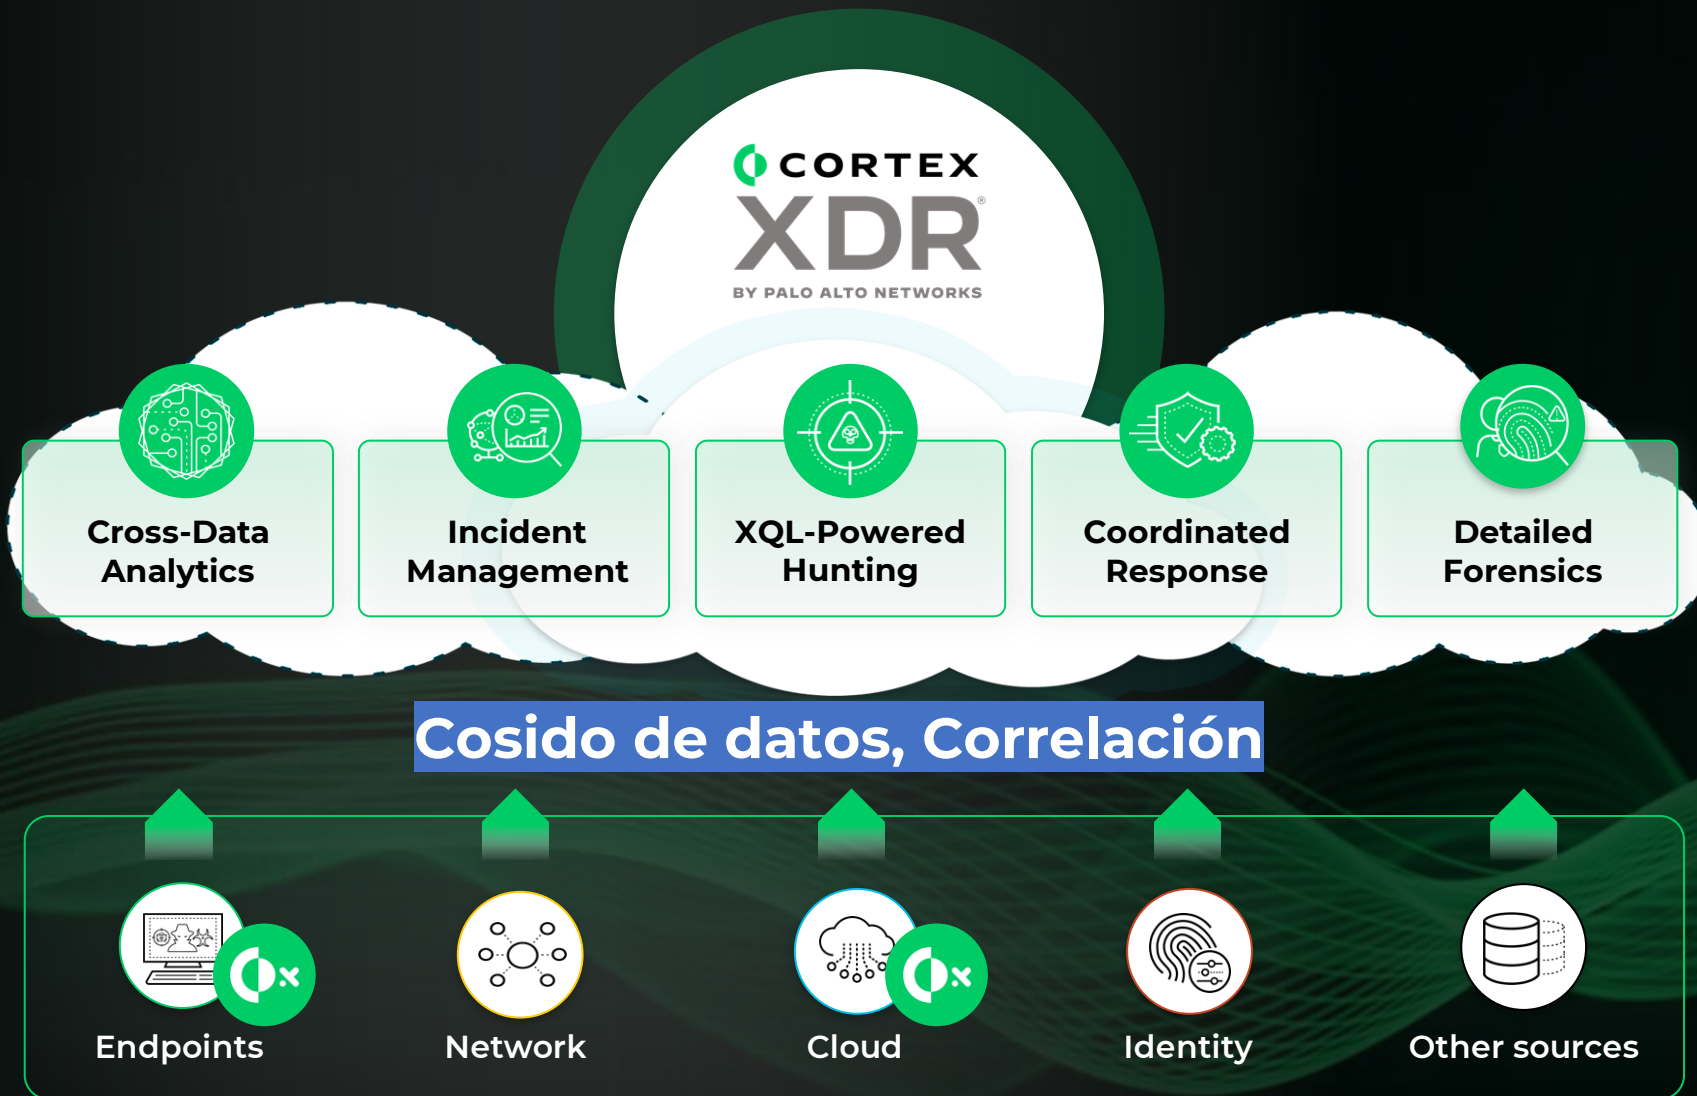 CORTEX
XDR®
BY PALO ALTO NETWORKS
Cross-Data
Analytics
Incident
Management
XQL-Powered
Hunting
Coordinated
Response
Detailed
Forensics
Cosido de datos, Correlación
x
x
Endpoints
Network
Cloud
Identity
Other sources